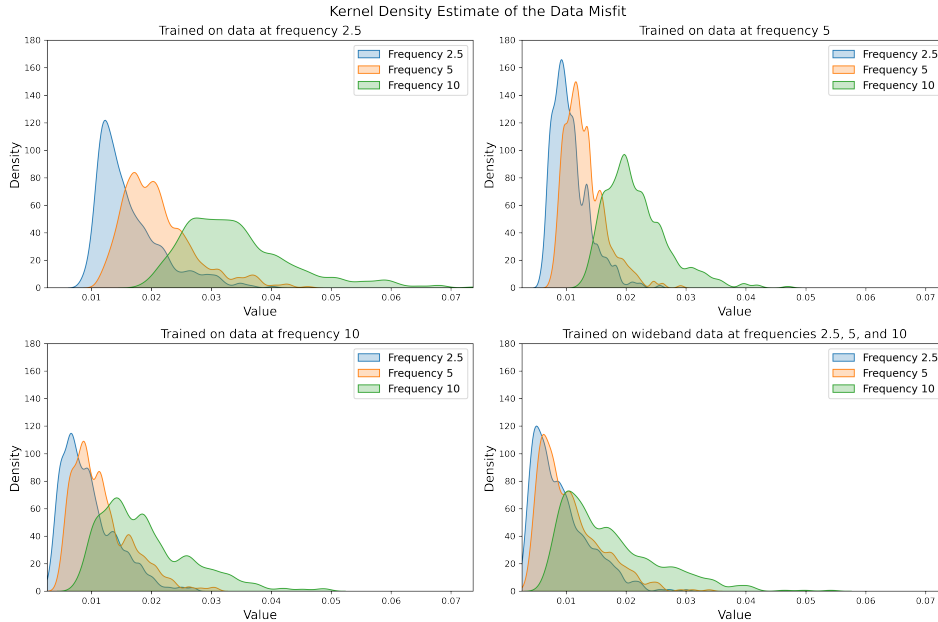 Kernel Density Estimate of the Data Misfit
Trained on data at frequency 2.5
180
160
140
120
100
80
60
40
20
0
Density
0.01 0.02 0.03 0.04 0.05 0.06 0.07
Value
Frequency 2.5
Frequency 5
Frequency 10
Trained on data at frequency 5
180
160
140
120
100
80
60
40
20
0
Density
0.01 0.02 0.03 0.04 0.05 0.06 0.07
Value
Frequency 2.5
Frequency 5
Frequency 10
Trained on data at frequency 10
180
160
140
120
100
80
60
40
20
0
Density
0.01 0.02 0.03 0.04 0.05 0.06 0.07
Value
Frequency 2.5
Frequency 5
Frequency 10
Trained on wideband data at frequencies 2.5, 5, and 10
180
160
140
120
100
80
60
40
20
0
Density
0.01 0.02 0.03 0.04 0.05 0.06 0.07
Value
Frequency 2.5
Frequency 5
Frequency 10